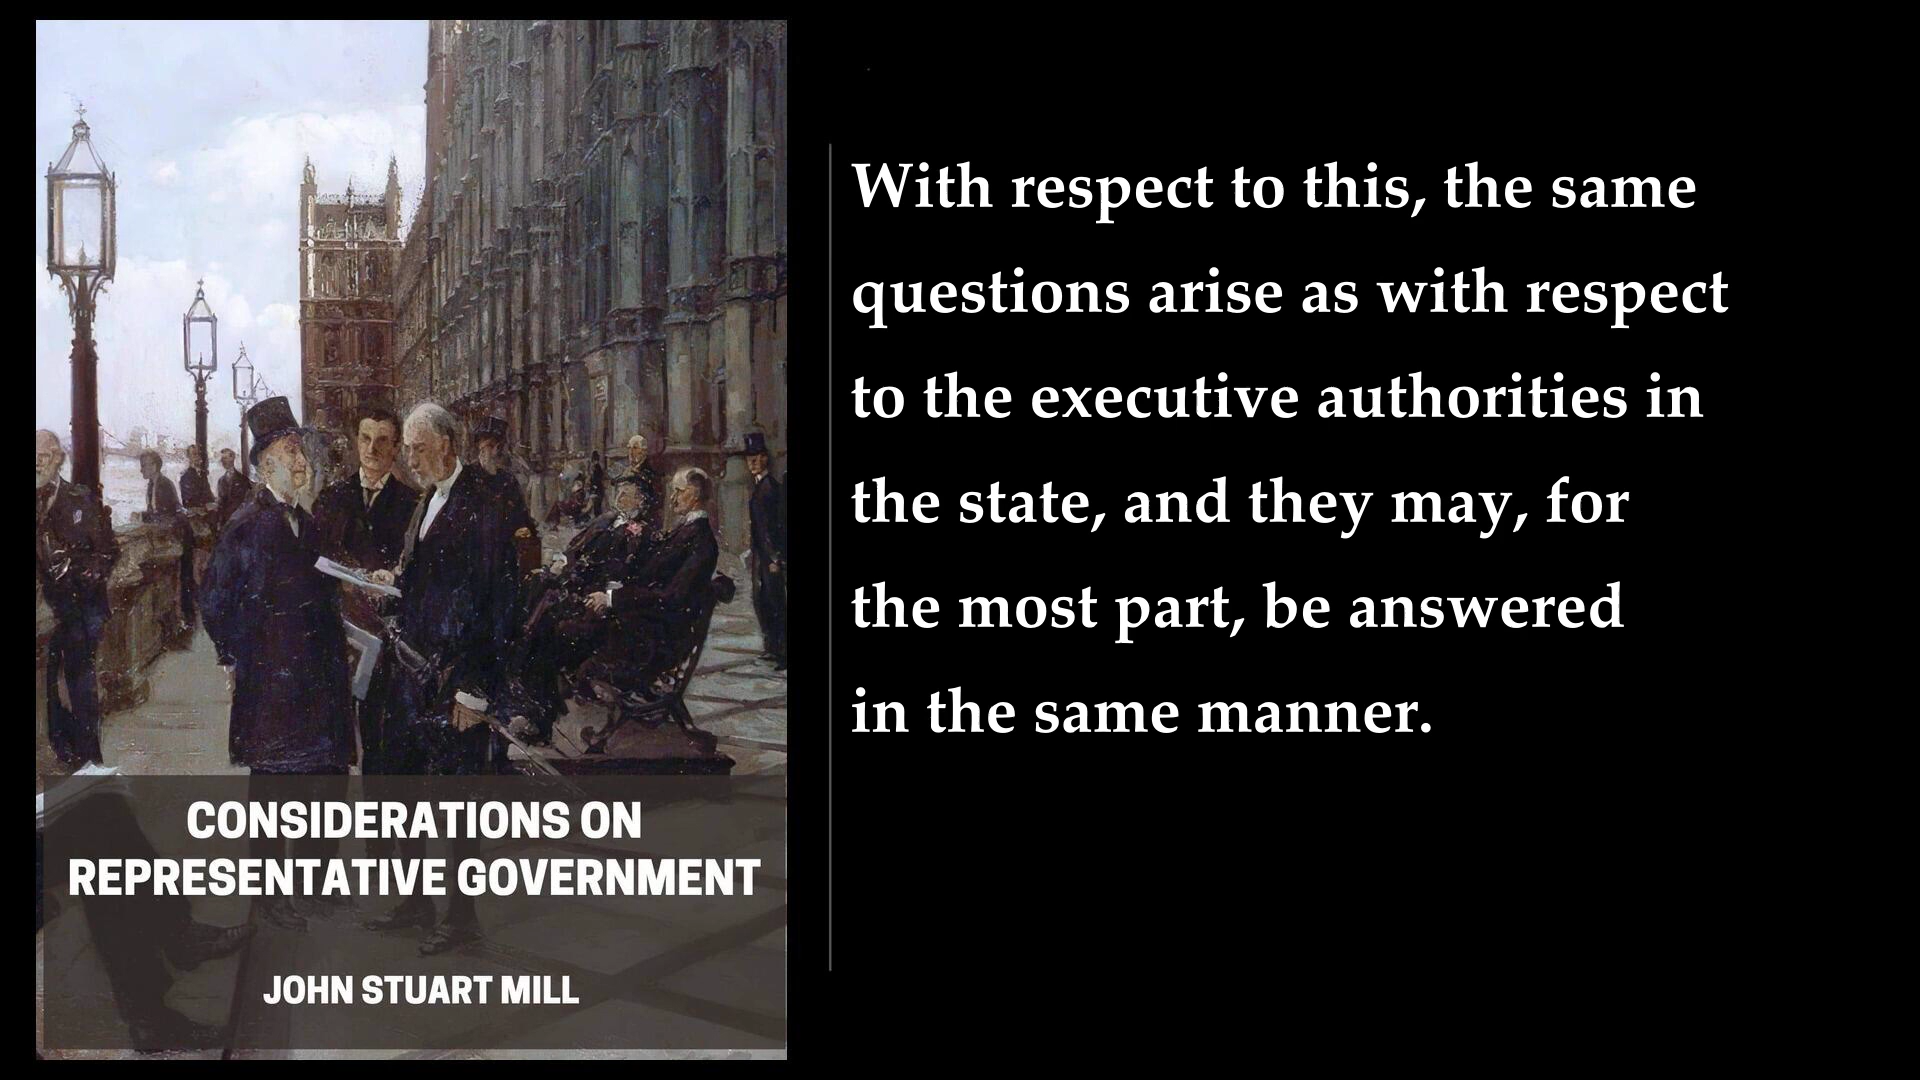 With respect to this, the same
questions arise as with respect
to the executive authorities in
the state, and they may, for
the most part, be answered
in the same manner.
CONSIDERATIONS ON
REPRESENTATIVE GOVERNMENT
JOHN STUART MILL